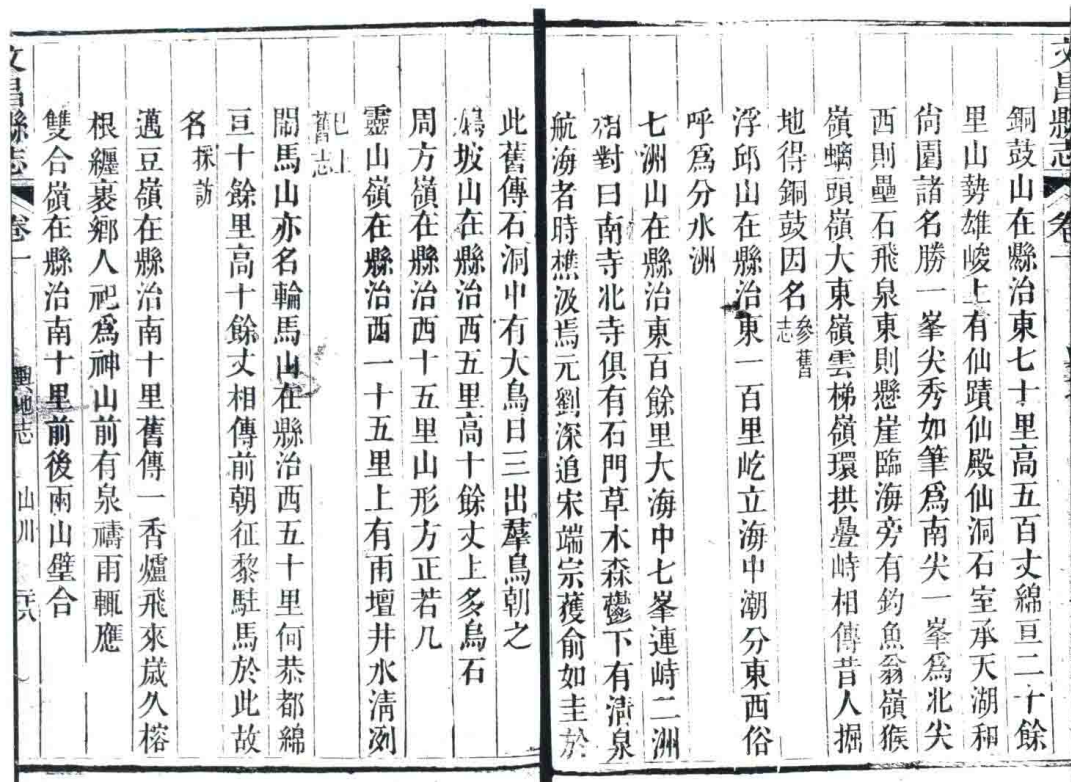 文昌縣志 卷一
銅鼓山在縣治東七十里高五百丈綿亘二十餘
里山勢雄峻上有仙蹟仙殿仙洞石室承天湖和
尙圍諸名勝一峯尖秀如筆爲南尖一峯爲北尖
西則壘石飛泉東則懸崖臨海旁有釣魚翁嶺猴
嶺螭頭嶺大東嶺雲梯嶺環拱疊峙相傳昔人掘
地得銅鼓因名參舊志
浮邱山在縣治東一百里屹立海中潮分東西俗
呼爲分水洲
七洲山在縣治東百餘里大海中七峯連峙二洲
相對曰南寺北寺俱有石門草木森鬱下有淸泉
航海者時樵汲焉元劉深追宋端宗獲俞如圭於
此舊傳石洞中有大鳥日三出羣鳥朝之
坡山在縣治西五里高十餘丈上多烏石
周方嶺在縣治西十五里山形方正若几
靈山嶺在縣治西一十五里上有雨壇井水淸冽
巳上舊志
鬧馬山亦名輪馬山在縣治西五十里何恭都綿
亘十餘里高十餘丈相傳前朝征黎駐馬於此故
名採訪
邁豆嶺在縣治南十里舊傳一香爐飛來歲久榕
根纏裹鄕人祀爲神山前有泉禱雨輒應
雙合嶺在縣治南十里前後兩山壁合
文昌縣志 卷一 輿地志 山川